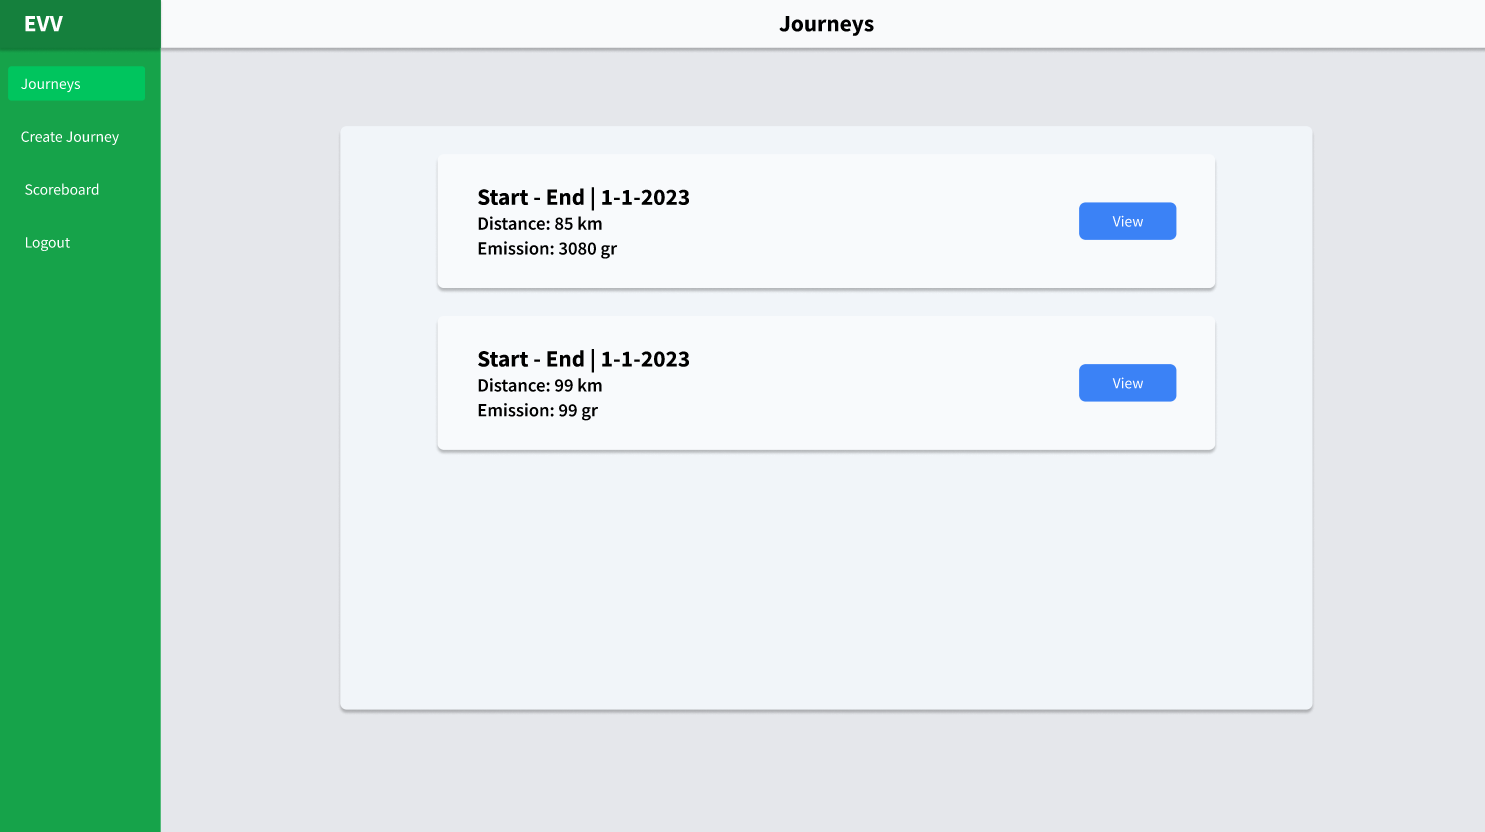 EVV
Journeys
Journeys
Create Journey
Scoreboard
Logout
Start - End | 1-1-2023
Distance: 85 km
Emission: 3080 gr
View
Start - End | 1-1-2023
Distance: 99 km
Emission: 99 gr
View